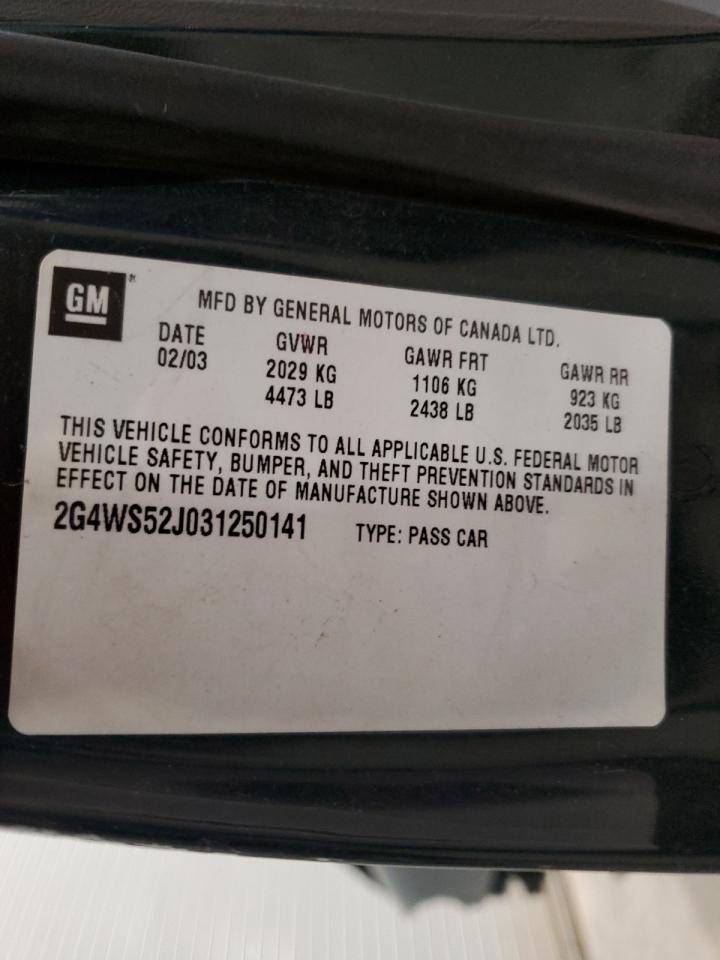 GM®
MFD BY GENERAL MOTORS OF CANADA LTD.
DATE GVWR GAWR FRT GAWR RR
02/03 2029 KG 1106 KG 923 KG
4473 LB 2438 LB 2035 LB
THIS VEHICLE CONFORMS TO ALL APPLICABLE U.S. FEDERAL MOTOR
VEHICLE SAFETY, BUMPER, AND THEFT PREVENTION STANDARDS IN
EFFECT ON THE DATE OF MANUFACTURE SHOWN ABOVE.
2G4WS52J031250141 TYPE: PASS CAR